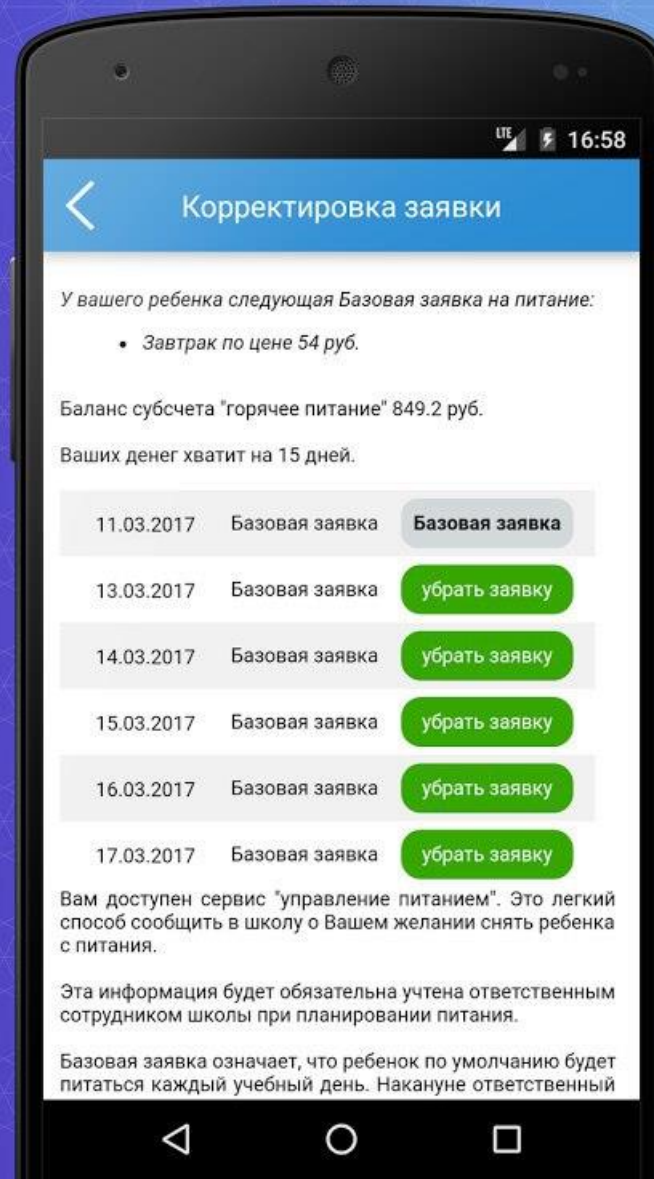 LTE 16:58
Корректировка заявки
У вашего ребенка следующая Базовая заявка на питание:
• Завтрак по цене 54 руб.
Баланс субсчета "горячее питание" 849.2 руб.
Ваших денег хватит на 15 дней.
11.03.2017 Базовая заявка Базовая заявка
13.03.2017 Базовая заявка убрать заявку
14.03.2017 Базовая заявка убрать заявку
15.03.2017 Базовая заявка убрать заявку
16.03.2017 Базовая заявка убрать заявку
17.03.2017 Базовая заявка убрать заявку
Вам доступен сервис "управление питанием". Это легкий
способ сообщить в школу о Вашем желании снять ребенка
с питания.
Эта информация будет обязательна учтена ответственным
сотрудником школы при планировании питания.
Базовая заявка означает, что ребенок по умолчанию будет
питаться каждый учебный день. Накануне ответственный